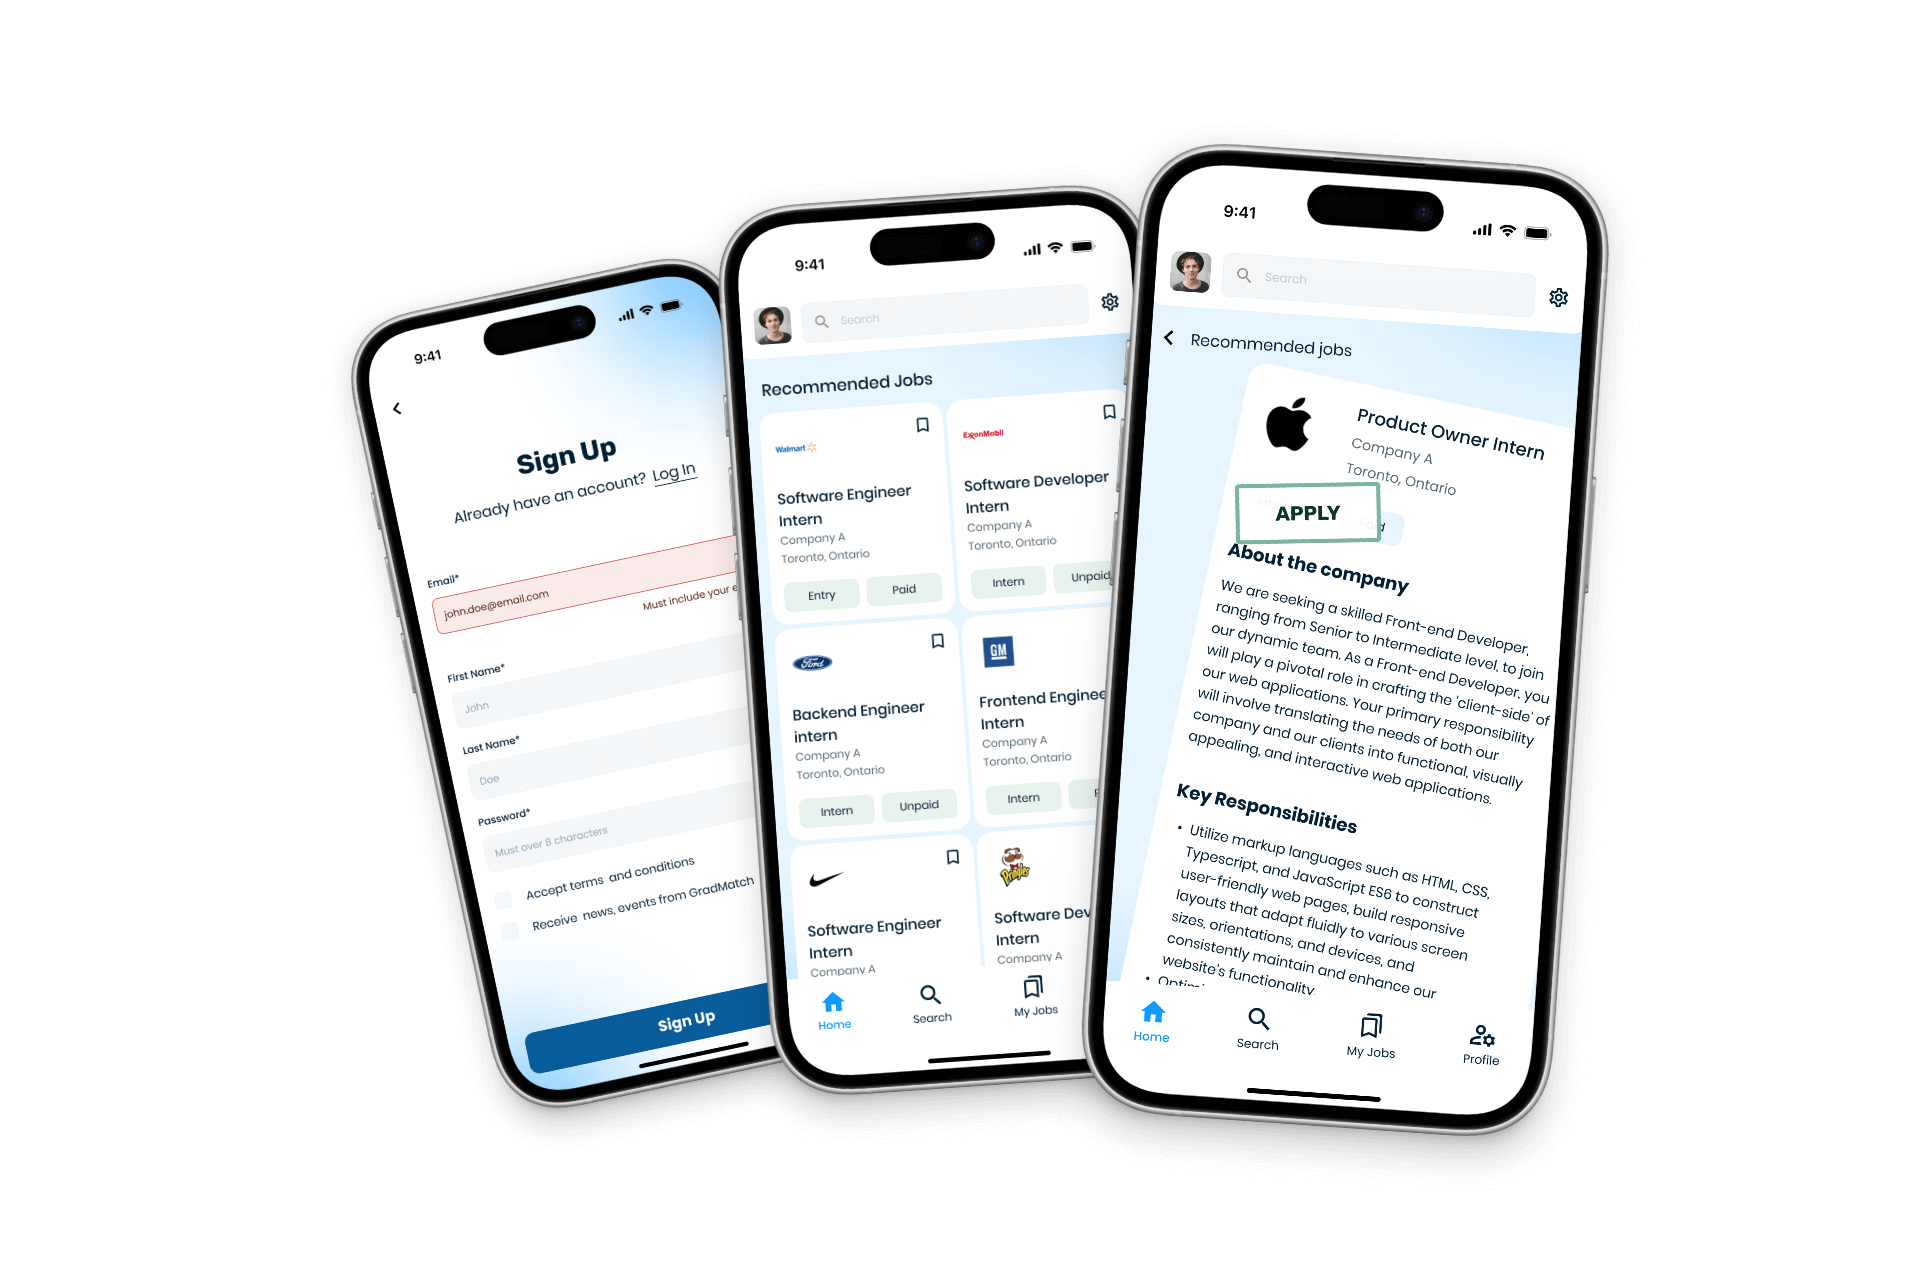 9:41
Sign Up
Already have an account? Log In
Email*
john.doe@email.com
Must include your e
First Name*
John
Last Name*
Doe
Password*
Must over 8 characters
Accept terms and conditions
Receive news, events from GradMatch
Sign Up
9:41
Search
Recommended Jobs
Walmart
Software Engineer
Intern
Company A
Toronto, Ontario
Entry
Paid
ExxonMobil
Software Developer
Intern
Company A
Toronto, Ontario
Intern
Unpaid
Ford
Backend Engineer
intern
Company A
Toronto, Ontario
Intern
Unpaid
GM
Frontend Enginee
Intern
Company A
Toronto, Ontario
Intern
Software Engineer
Intern
Company A
Pringles
Software Dev
Intern
Company A
Home
Search
My Jobs
9:41
Search
Recommended jobs
Product Owner Intern
Company A
Toronto, Ontario
APPLY
About the company
We are seeking a skilled Front-end Developer,
ranging from Senior to Intermediate level, to join
our dynamic team. As a Front-end Developer, you
will play a pivotal role in crafting the 'client-side' of
our web applications. Your primary responsibility
will involve translating the needs of both our
company and our clients into functional, visually
appealing, and interactive web applications.
Key Responsibilities
• Utilize markup languages such as HTML, CSS,
Typescript, and JavaScript ES6 to construct
user-friendly web pages, build responsive
layouts that adapt fluidly to various screen
sizes, orientations, and devices, and
consistently maintain and enhance our
website's functionality.
Home
Search
My Jobs
Profile